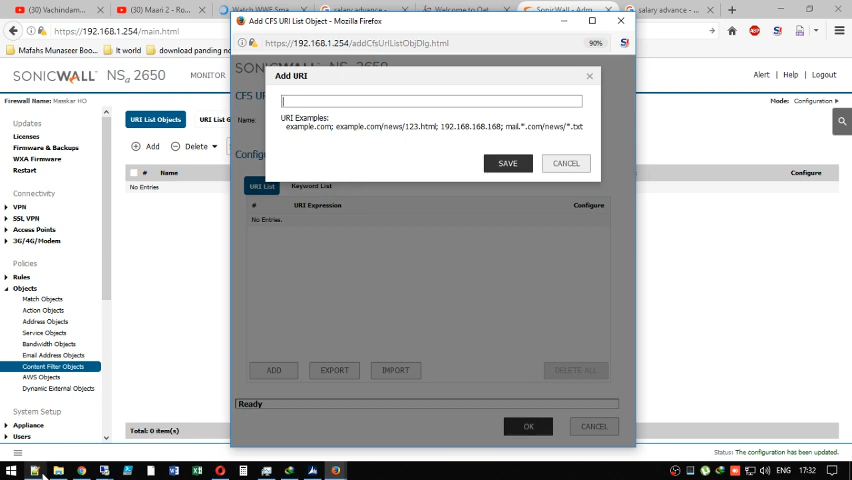 (30) Vachindam...
(30) Maari 2 - Ro...
Watch WWE Sma
salary advance
Welcome to Qat
SonicWall - Adm
salary advance -
Add CFS URI List Object - Mozilla Firefox
https://192.168.1.254/main.html
https://192.168.1.254/addCfsUriListObjDlg.html
90%
Mafahs Munaseer Boo...
It world
download panding no
SONICWALL NSa 2650
MONITOR
Alert | Help | Logout
Firewall Name: Masskar HO
Mode: Configuration
Updates
Licenses
Firmware & Backups
WXA Firmware
Restart
Connectivity
VPN
SSL VPN
Access Points
3G/4G/Modem
Policies
Rules
Objects
Match Objects
Action Objects
Address Objects
Service Objects
Bandwidth Objects
Email Address Objects
Content Filter Objects
AWS Objects
Dynamic External Objects
System Setup
Appliance
Users
URI List Objects
URI List G
Add
Delete
# Name
Configure
No Entries
Total: 0 item(s)
CFS UR
Name:
Configu
Add URI
URI Examples:
example.com; example.com/news/123.html; 192.168.168.168; mail.*.com/news/*.txt
SAVE
CANCEL
URI List
Keyword List
# URI Expression Configure
No Entries.
ADD
EXPORT
IMPORT
DELETE ALL
Ready
OK
CANCEL
Status: The configuration has been updated.
ENG
17:32